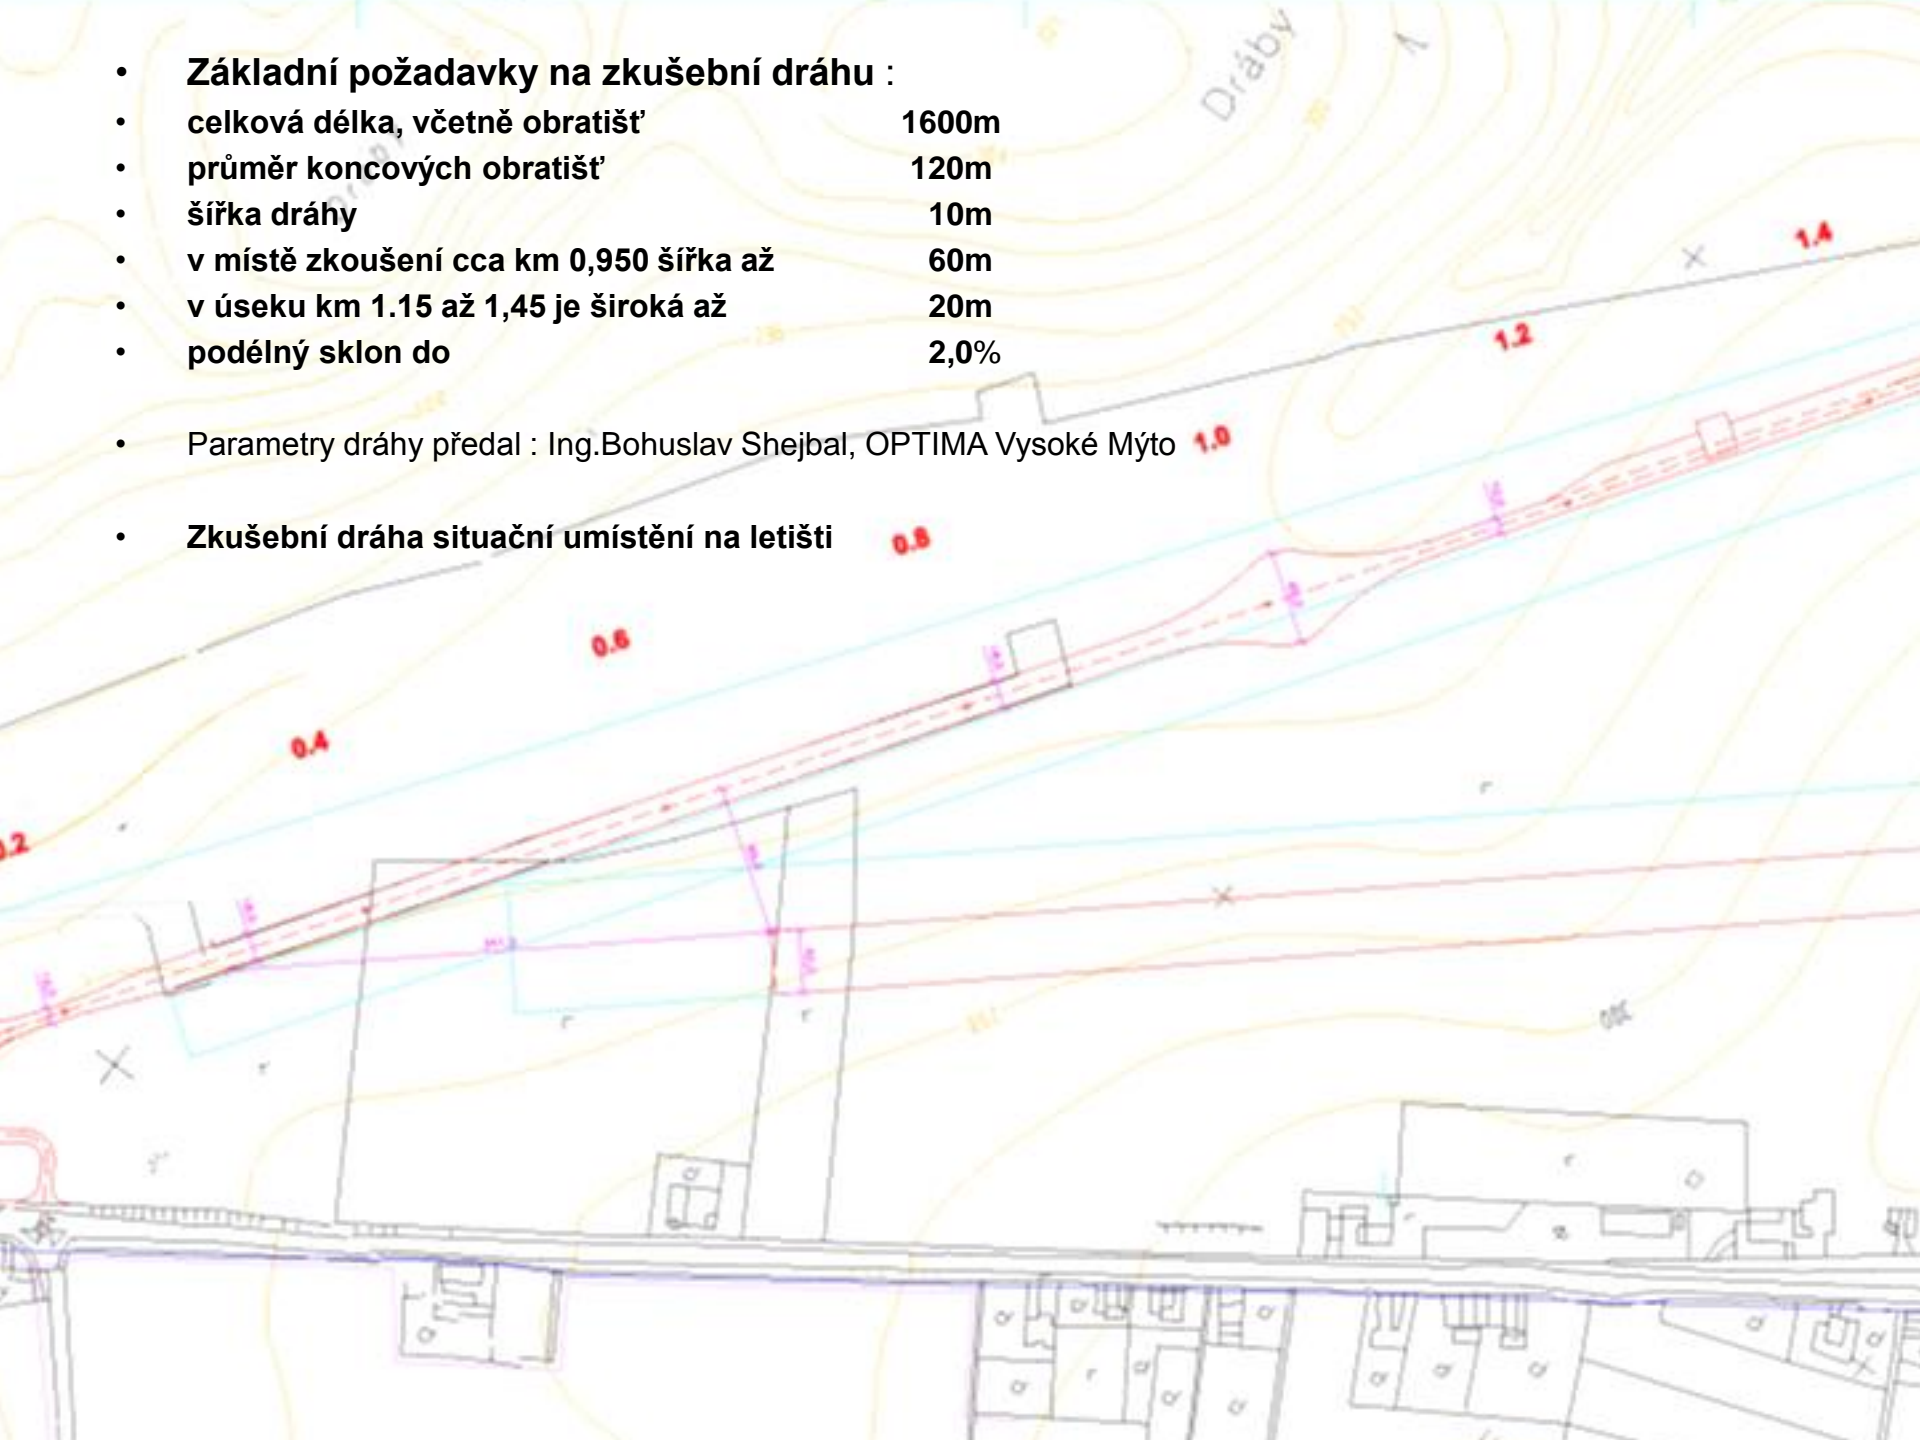 • Základní požadavky na zkušební dráhu :
• celková délka, včetně obratišť 1600m
• průměr koncových obratišť 120m
• šířka dráhy 10m
• v místě zkoušení cca km 0,950 šířka až 60m
• v úseku km 1.15 až 1,45 je široká až 20m
• podélný sklon do 2,0%
• Parametry dráhy předal : Ing.Bohuslav Shejbal, OPTIMA Vysoké Mýto
• Zkušební dráha situační umístění na letišti
Dráby
1.4
1.2
1.0
0.8
0.6
0.4
300